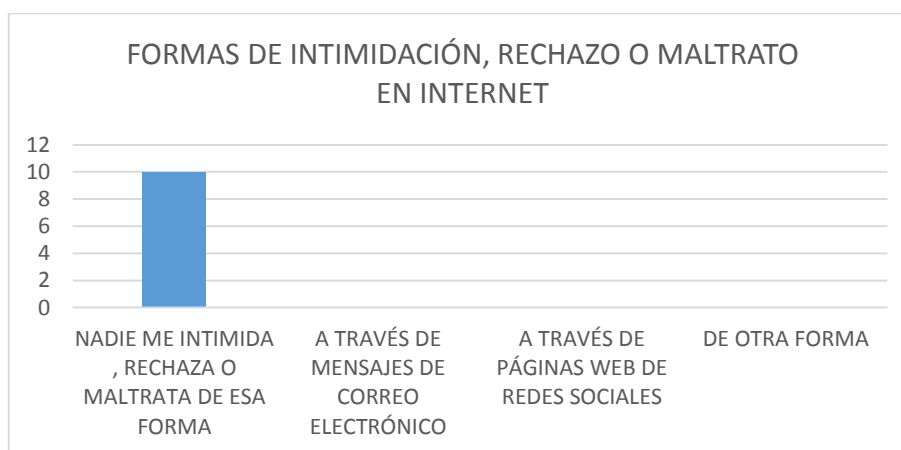 FORMAS DE INTIMIDACIÓN, RECHAZO O MALTRATO
EN INTERNET
12
10
8
6
4
2
0
NADIE ME INTIMIDA
, RECHAZA O
MALTRATA DE ESA
FORMA
A TRAVÉS DE
MENSAJES DE
CORREO
ELECTRÓNICO
A TRAVÉS DE
PÁGINAS WEB DE
REDES SOCIALES
DE OTRA FORMA